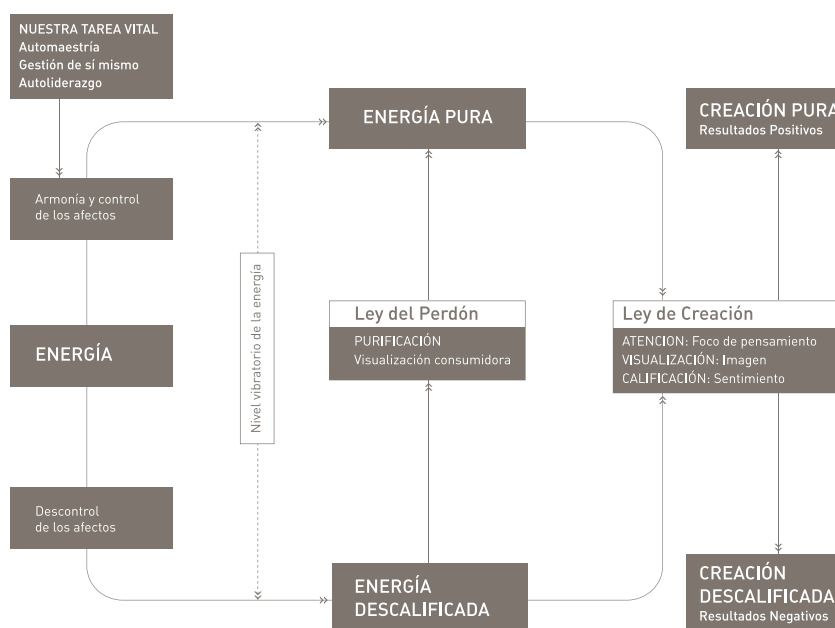 NUESTRA TAREA VITAL
Automaestría
Gestión de sí mismo
Autoliderazgo
ENERGÍA PURA
CREACIÓN PURA
Resultados Positivos
Armonía y control
de los afectos
Nivel vibratorio de la energía
Ley del Perdón
PURIFICACIÓN
Visualización consumidora
Ley de Creación
ATENCION: Foco de pensamiento
VISUALIZACIÓN: Imagen
CALIFICACIÓN: Sentimiento
ENERGÍA
Descontrol
de los afectos
ENERGÍA
DESCALIFICADA
CREACIÓN
DESCALIFICADA
Resultados Negativos